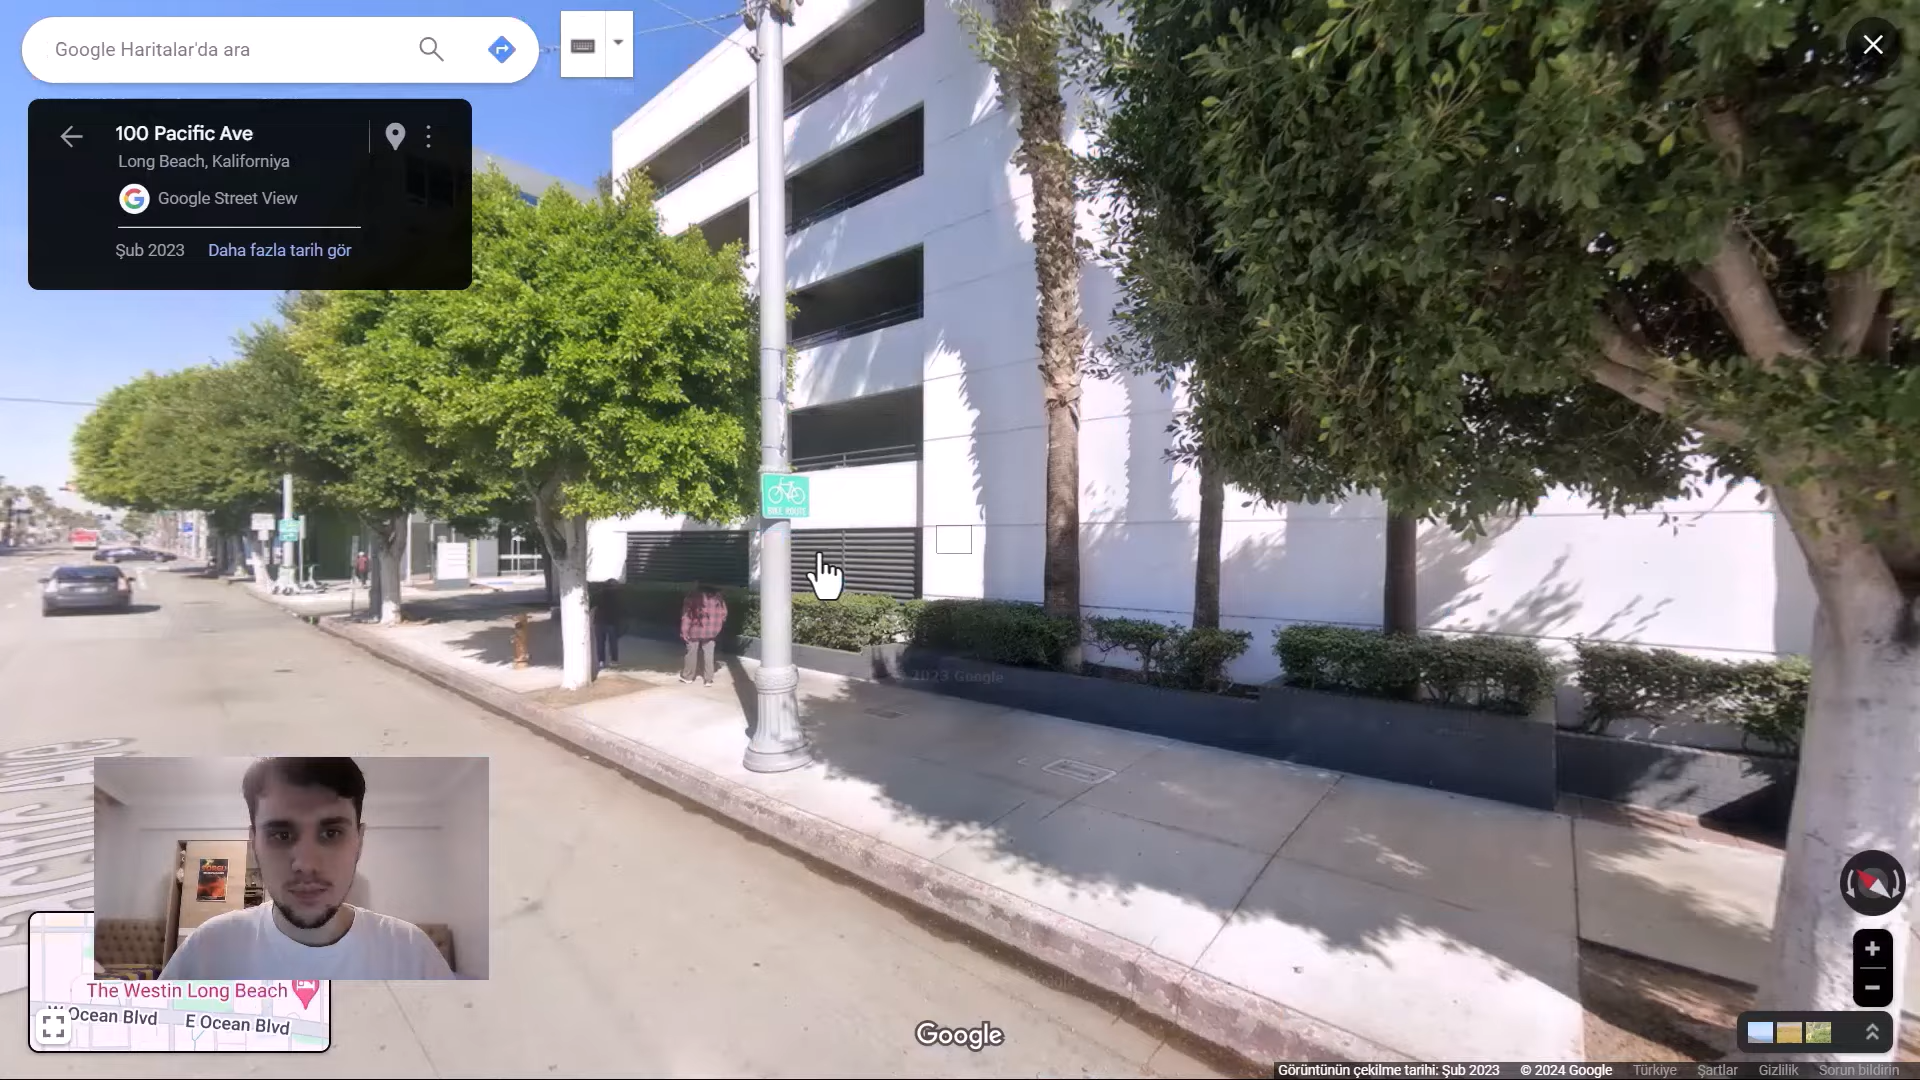 Google Haritalar'da ara
100 Pacific Ave
Long Beach, Kaliforniya
Google Street View
Şub 2023
Daha fazla tarih gör
BIKE ROUTE
2023 Google
The Westin Long Beach
W Ocean Blvd
E Ocean Blvd
Google
Görüntünün çekilme tarihi: Şub 2023
© 2024 Google
Türkiye
Şartlar
Gizlilik
Sorun bildirin